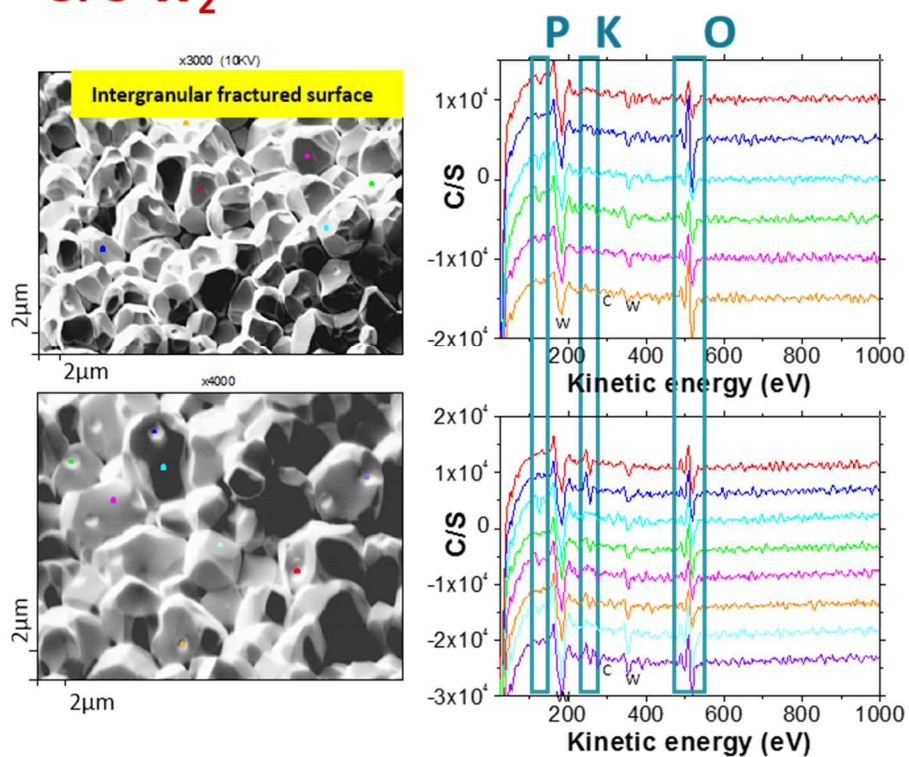 P K O
x3000 (10KV)
Intergranular fractured surface
2μm
2μm
1x10⁴
0
-1x10⁴
-2x10⁴
C/S
W
C
W
200 400 600 800 1000
Kinetic energy (eV)
x4000
2μm
2μm
2x10⁴
1x10⁴
0
-1x10⁴
-2x10⁴
-3x10⁴
C/S
W
C
W
200 400 600 800 1000
Kinetic energy (eV)